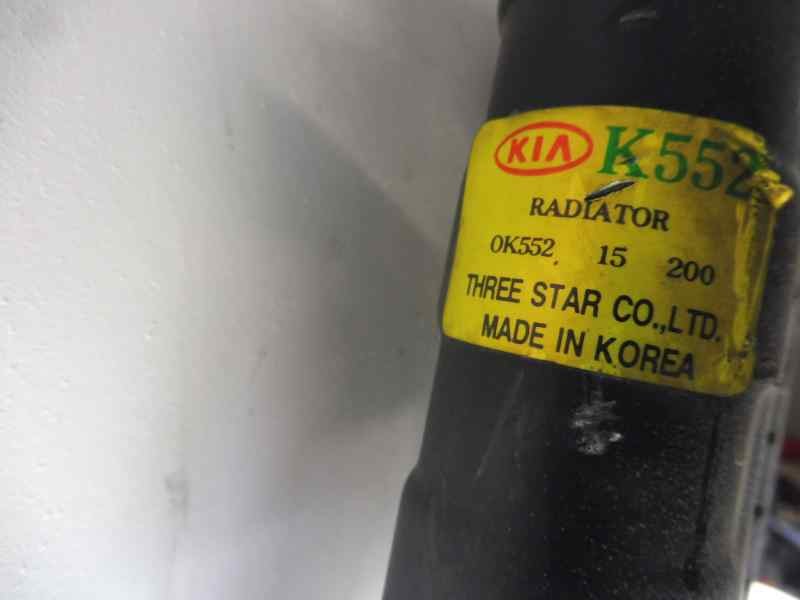 KIA K552
RADIATOR
0K552 15 200
THREE STAR CO.,LTD.
MADE IN KOREA